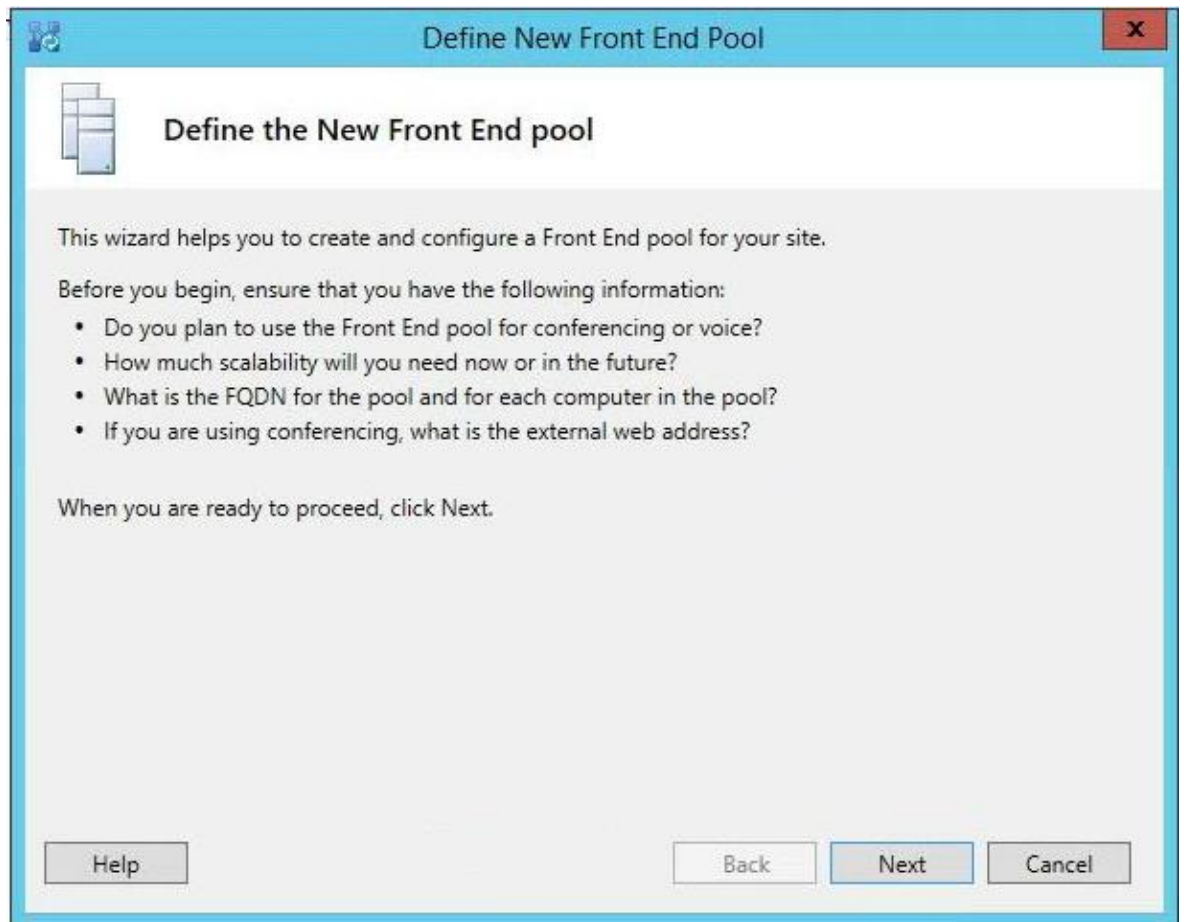 Define New Front End Pool
x
Define the New Front End pool
This wizard helps you to create and configure a Front End pool for your site.
Before you begin, ensure that you have the following information:
• Do you plan to use the Front End pool for conferencing or voice?
• How much scalability will you need now or in the future?
• What is the FQDN for the pool and for each computer in the pool?
• If you are using conferencing, what is the external web address?
When you are ready to proceed, click Next.
Help
Back
Next
Cancel